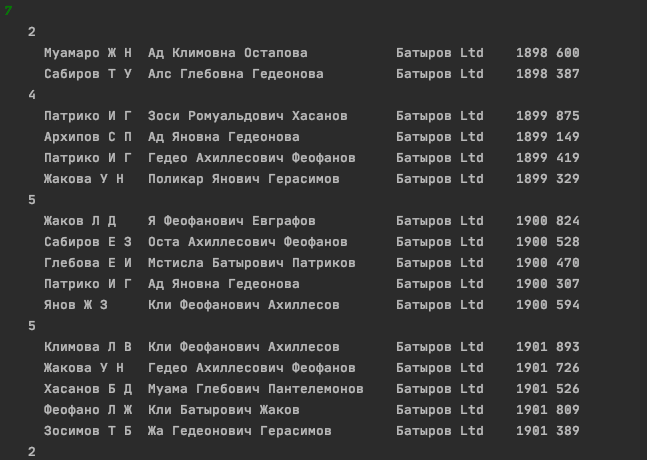 7
2
Муамаро Ж Н Ад Климовна Остапова Батыров Ltd 1898 600
Сабиров Т У Алс Глебовна Гедеонова Батыров Ltd 1898 387
4
Патрико И Г Зоси Ромуальдович Хасанов Батыров Ltd 1899 875
Архипов С П Ад Яновна Гедеонова Батыров Ltd 1899 149
Патрико И Г Гедео Ахиллесович Феофанов Батыров Ltd 1899 419
Жакова У Н Поликар Янович Герасимов Батыров Ltd 1899 329
5
Жаков Л Д Я Феофанович Евграфов Батыров Ltd 1900 824
Сабиров Е З Оста Ахиллесович Феофанов Батыров Ltd 1900 528
Глебова Е И Мстисла Батырович Патриков Батыров Ltd 1900 470
Патрико И Г Ад Яновна Гедеонова Батыров Ltd 1900 307
Янов Ж З Кли Феофанович Ахиллесов Батыров Ltd 1900 594
5
Климова Л В Кли Феофанович Ахиллесов Батыров Ltd 1901 893
Жакова У Н Гедео Ахиллесович Феофанов Батыров Ltd 1901 726
Хасанов Б Д Муама Глебович Пантелемонов Батыров Ltd 1901 526
Феофано Л Ж Кли Батырович Жаков Батыров Ltd 1901 809
Зосимов Т Б Жа Гедеонович Герасимов Батыров Ltd 1901 389
2